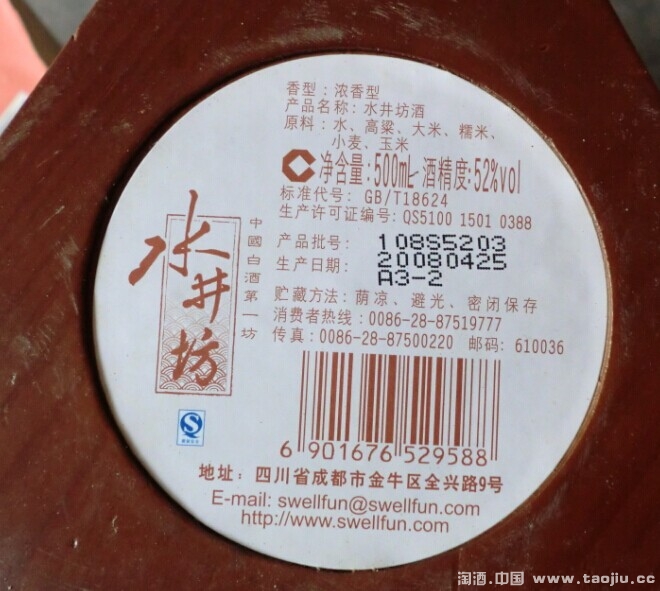 香型：浓香型
产品名称：水井坊酒
原料：水、高粱、大米、糯米、
小麦、玉米
净含量：500mL 酒精度：52%vol
标准代号：GB/T18624
生产许可证编号：QS5100 1501 0388
产品批号：108S5203
生产日期：20080425
A3-2
贮藏方法：荫凉、避光、密闭保存
消费者热线：0086-28-87519777
传真：0086-28-87500220 邮码：610036
水井坊
中國白酒第一坊
6 901676 529588
地址：四川省成都市金牛区全兴路9号
E-mail: swellfun@swellfun.com
http://www.swellfun.com
淘酒.中国 www.taojiu.cc